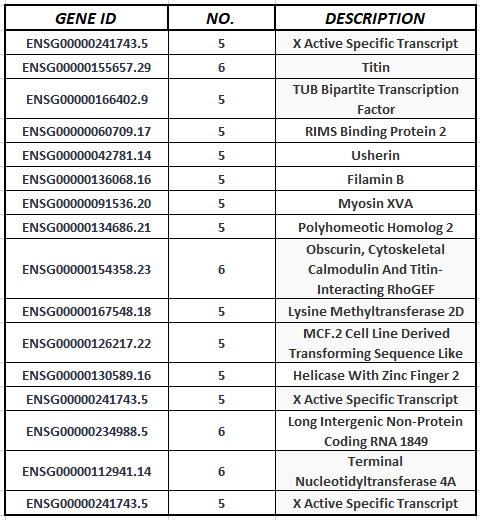 GENE ID NO. DESCRIPTION
ENSG00000241743.5 5 X Active Specific Transcript
ENSG00000155657.29 6 Titin
ENSG00000166402.9 5 TUB Bipartite Transcription
Factor
ENSG00000060709.17 5 RIMS Binding Protein 2
ENSG00000042781.14 5 Usherin
ENSG00000136068.16 5 Filamin B
ENSG00000091536.20 5 Myosin XVA
ENSG00000134686.21 5 Polyhomeotic Homolog 2
ENSG00000154358.23 6 Obscurin, Cytoskeletal
Calmodulin And Titin-
Interacting RhoGEF
ENSG00000167548.18 5 Lysine Methyltransferase 2D
ENSG00000126217.22 5 MCF.2 Cell Line Derived
Transforming Sequence Like
ENSG00000130589.16 5 Helicase With Zinc Finger 2
ENSG00000241743.5 5 X Active Specific Transcript
ENSG00000234988.5 6 Long Intergenic Non-Protein
Coding RNA 1849
ENSG00000112941.14 6 Terminal
Nucleotidyltransferase 4A
ENSG00000241743.5 5 X Active Specific Transcript